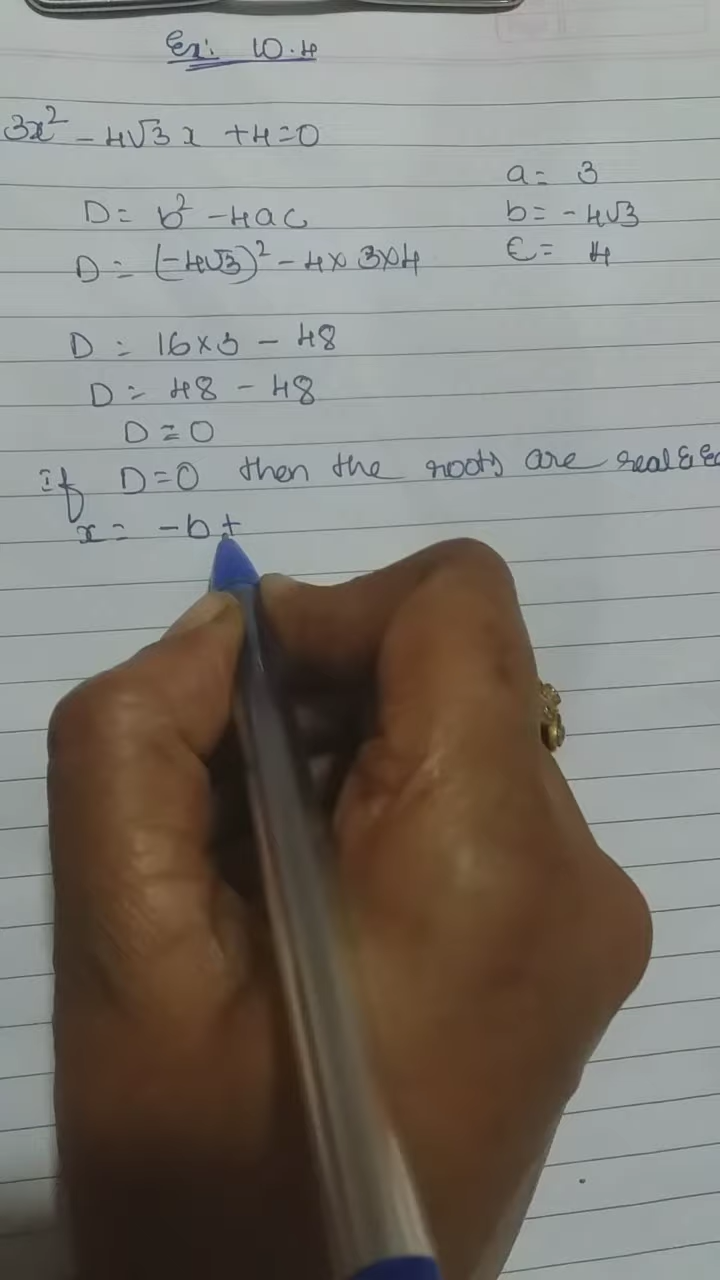 Ex: 10.4
3x² - 4√3 x + 4 = 0
a = 3
D = b² - 4ac
b = -4√3
D = (-4√3)² - 4 × 3 × 4
c = 4
D = 16 × 3 - 48
D = 48 - 48
D = 0
if D = 0 then the roots are real &
x = -b +